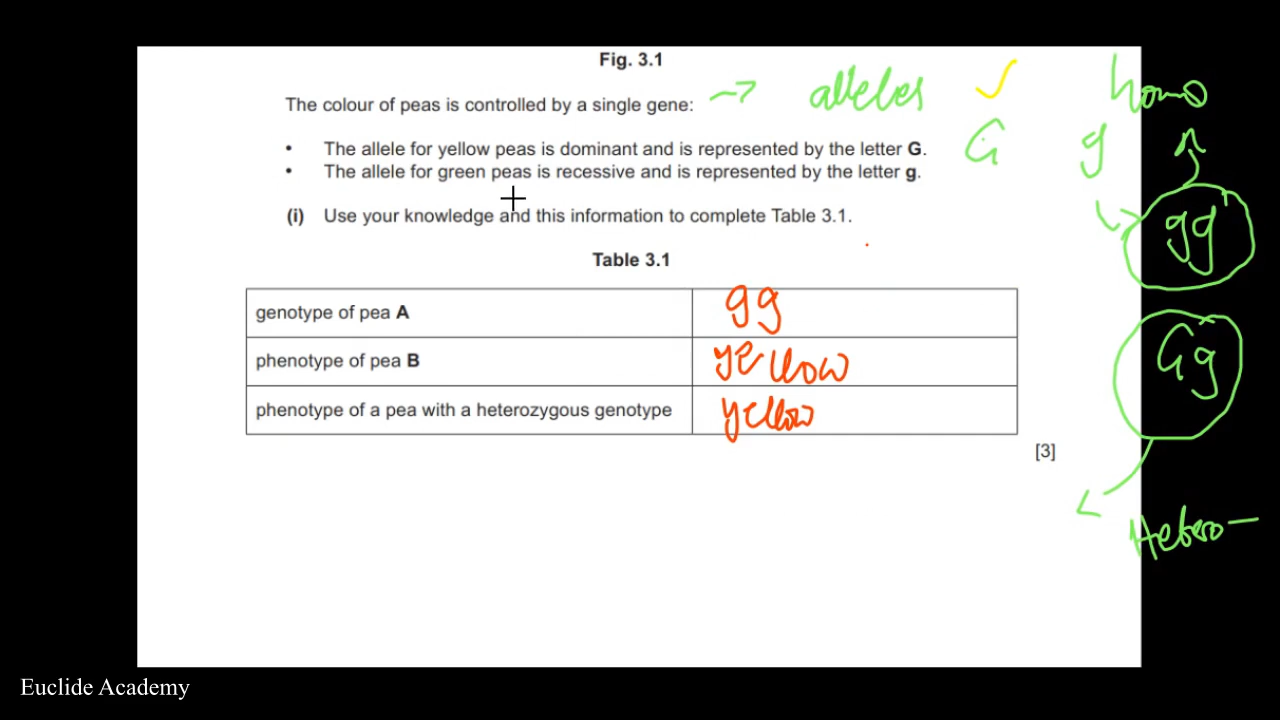 Fig. 3.1
The colour of peas is controlled by a single gene: → alleles ✓ homo
• The allele for yellow peas is dominant and is represented by the letter G. G g
• The allele for green peas is recessive and is represented by the letter g.
(i) Use your knowledge and this information to complete Table 3.1.
gg
Table 3.1
genotype of pea A gg
phenotype of pea B yellow
phenotype of a pea with a heterozygous genotype yellow
Gg
[3]
Hetero-
Euclide Academy